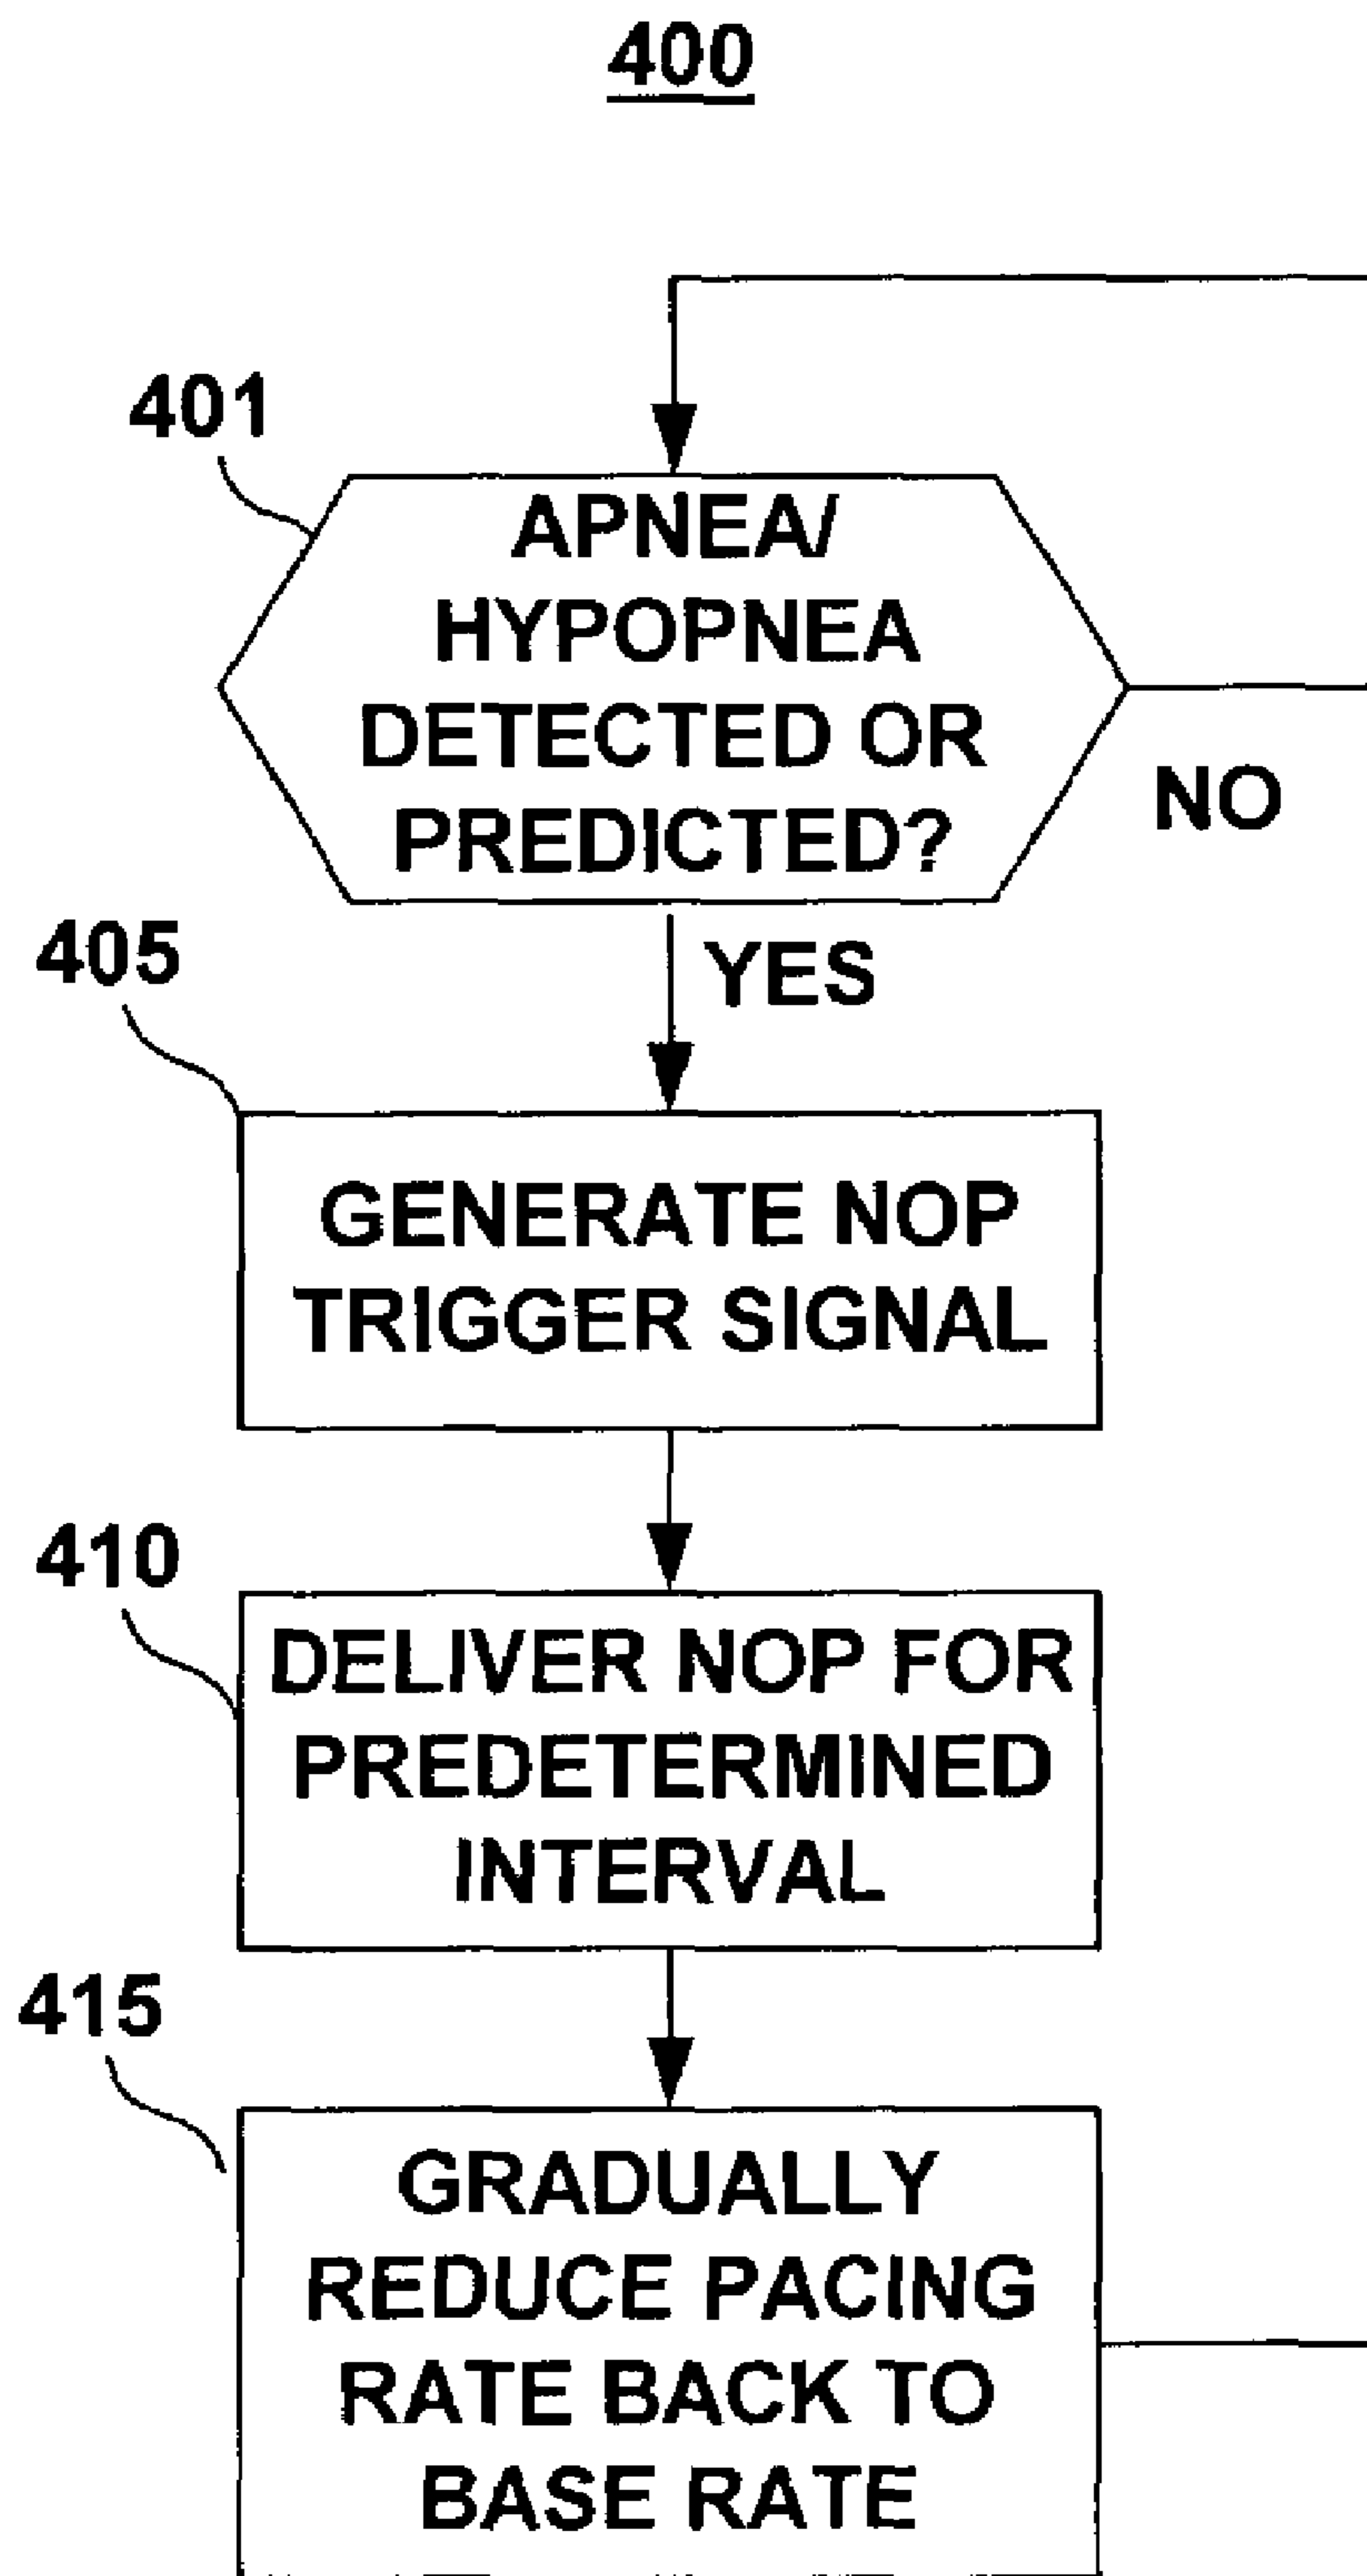 400
401
APNEA/
HYPOPNEA
DETECTED OR
PREDICTED?
NO
405
YES
GENERATE NOP
TRIGGER SIGNAL
410
DELIVER NOP FOR
PREDETERMINED
INTERVAL
415
GRADUALLY
REDUCE PACING
RATE BACK TO
BASE RATE